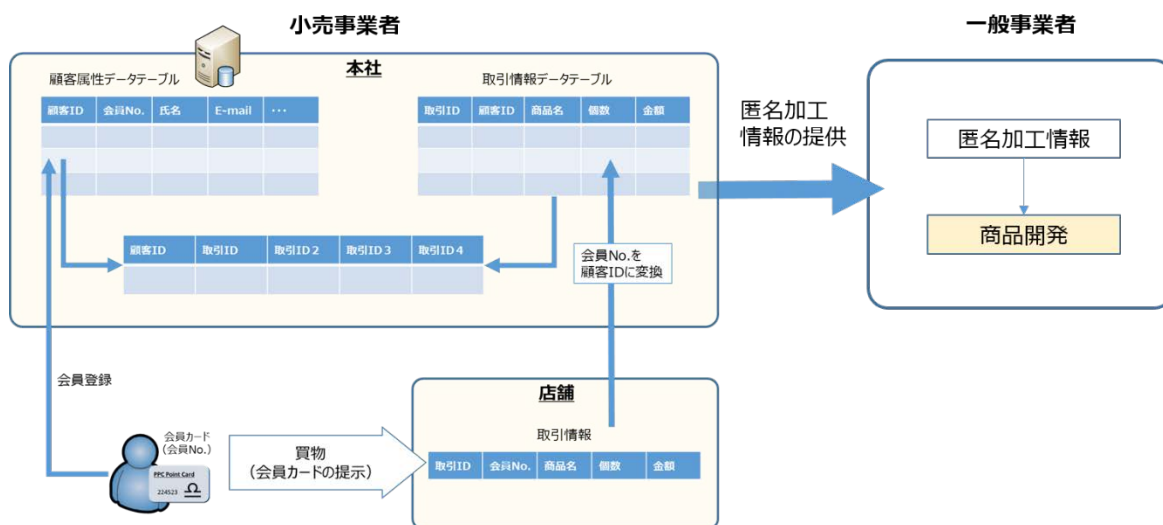 小売事業者
一般事業者
本社
顧客属性データテーブル
取引情報データテーブル
顧客ID 会員No. 氏名 E-mail ・・・
取引ID 顧客ID 商品名 個数 金額
匿名加工
情報の提供
匿名加工情報
商品開発
顧客ID 取引ID 取引ID2 取引ID3 取引ID4
会員No.を
顧客IDに変換
会員登録
店舗
取引情報
会員カード
(会員No.)
買物
(会員カードの提示)
取引ID 会員No. 商品名 個数 金額
PPC Point Card
224523